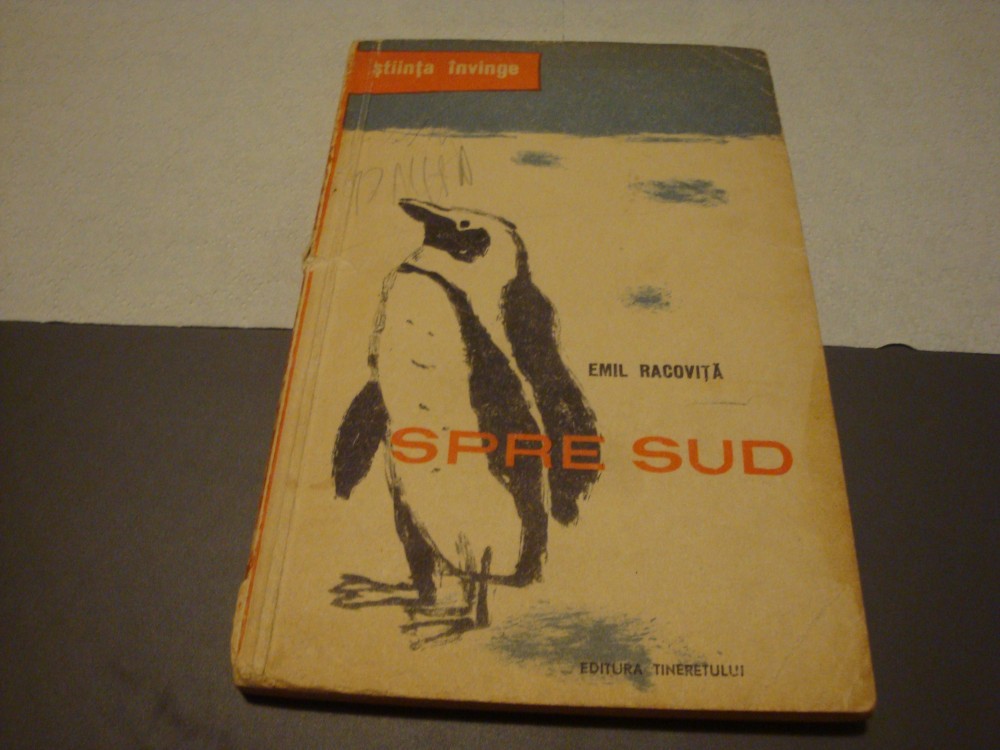 știința învinge
EMIL RACOVIȚĂ
SPRE SUD
EDITURA TINERETULUI